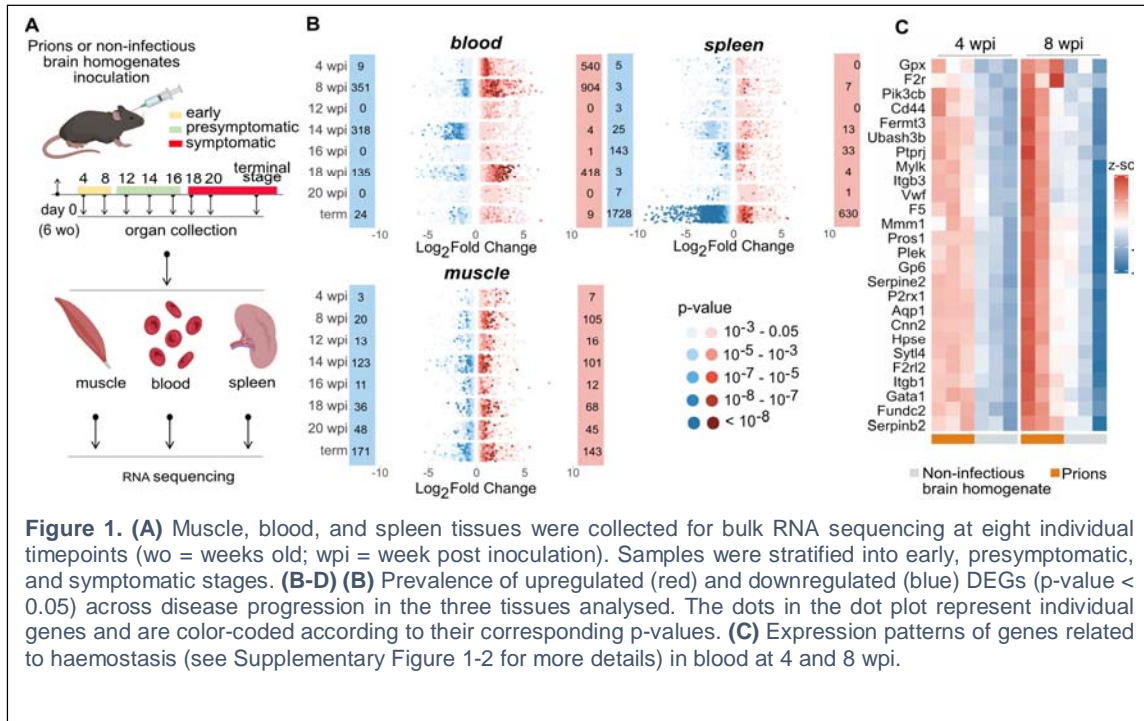 A
Prions or non-infectious
brain homogenates
inoculation
early
presymptomatic
symptomatic
terminal
stage
4 8 12 14 16 18 20
day 0
(6 wo)
organ collection
muscle
blood
spleen
RNA sequencing
B
blood
4 wpi 9 540
8 wpi 351 904
12 wpi 0 0
14 wpi 318 4
16 wpi 0 1
18 wpi 135 418
20 wpi 0 0
term 24 9
-10 -5 0 5 10
Log2Fold Change
spleen
5 0
3 7
3 0
25 13
143 33
3 4
7 1
1728 630
-10 -5 0 5 10
Log2Fold Change
muscle
4 wpi 3 7
8 wpi 20 105
12 wpi 13 16
14 wpi 123 101
16 wpi 11 12
18 wpi 36 68
20 wpi 48 45
term 171 143
-10 -5 0 5 10
Log2Fold Change
p-value
10-3 - 0.05
10-5 - 10-3
10-7 - 10-5
10-8 - 10-7
< 10-8
C
4 wpi 8 wpi
Gpx
F2r
Pik3cb
Cd44
Fermt3
Ubash3b
Ptprj
Mylk
Itgb3
Vwf
F5
Mmm1
Pros1
Plek
Gp6
Serpine2
P2rx1
Aqp1
Cnn2
Hpse
Sytl4
F2rl2
Itgb1
Gata1
Fundc2
Serpinb2
z-sc
Non-infectious
brain homogenate
Prions
Figure 1. (A) Muscle, blood, and spleen tissues were collected for bulk RNA sequencing at eight individual
timepoints (wo = weeks old; wpi = week post inoculation). Samples were stratified into early, presymptomatic,
and symptomatic stages. (B-D) (B) Prevalence of upregulated (red) and downregulated (blue) DEGs (p-value <
0.05) across disease progression in the three tissues analysed. The dots in the dot plot represent individual
genes and are color-coded according to their corresponding p-values. (C) Expression patterns of genes related
to haemostasis (see Supplementary Figure 1-2 for more details) in blood at 4 and 8 wpi.